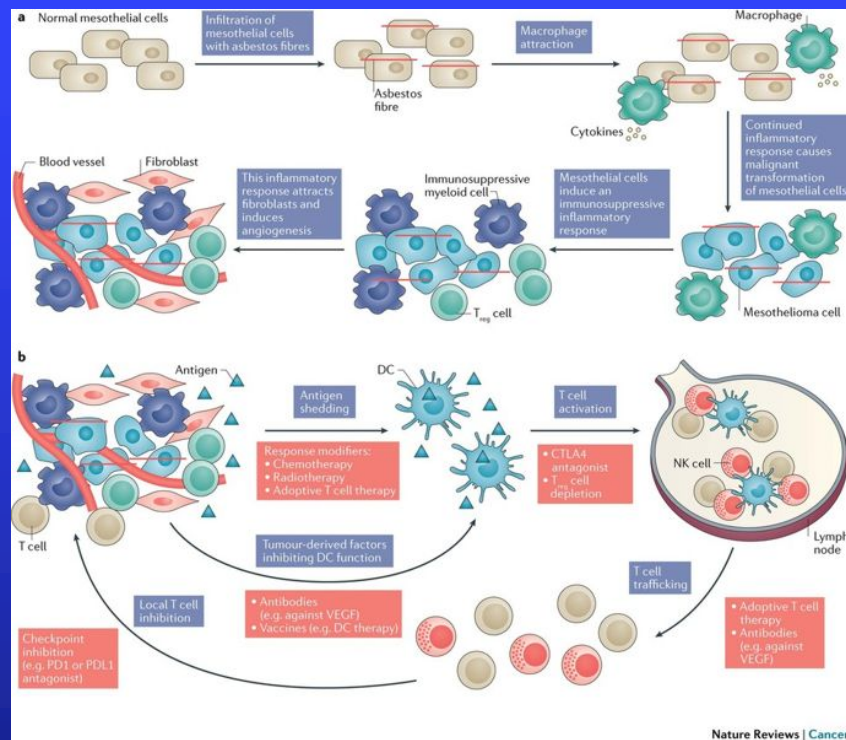 a
Normal mesothelial cells
Infiltration of
mesothelial cells
with asbestos fibres
Asbestos
fibre
Macrophage
attraction
Macrophage
Cytokines
Continued
inflammatory
response causes
malignant
transformation
of mesothelial cells
Mesothelioma cell
Mesothelial cells
induce an
immunosuppressive
inflammatory
response
Immunosuppressive
myeloid cell
Treg cell
This inflammatory
response attracts
fibroblasts and
induces
angiogenesis
Blood vessel
Fibroblast
b
Antigen
T cell
Antigen
shedding
Response modifiers:
• Chemotherapy
• Radiotherapy
• Adoptive T cell therapy
DC
T cell
activation
• CTLA4
antagonist
• Treg cell
depletion
NK cell
Lymph
node
Tumour-derived factors
inhibiting DC function
• Antibodies
(e.g. against VEGF)
• Vaccines (e.g. DC therapy)
T cell
trafficking
• Adoptive T cell
therapy
• Antibodies
(e.g. against
VEGF)
Local T cell
inhibition
Checkpoint
inhibition
(e.g. PD1 or PDL1
antagonist)
Nature Reviews | Cancer